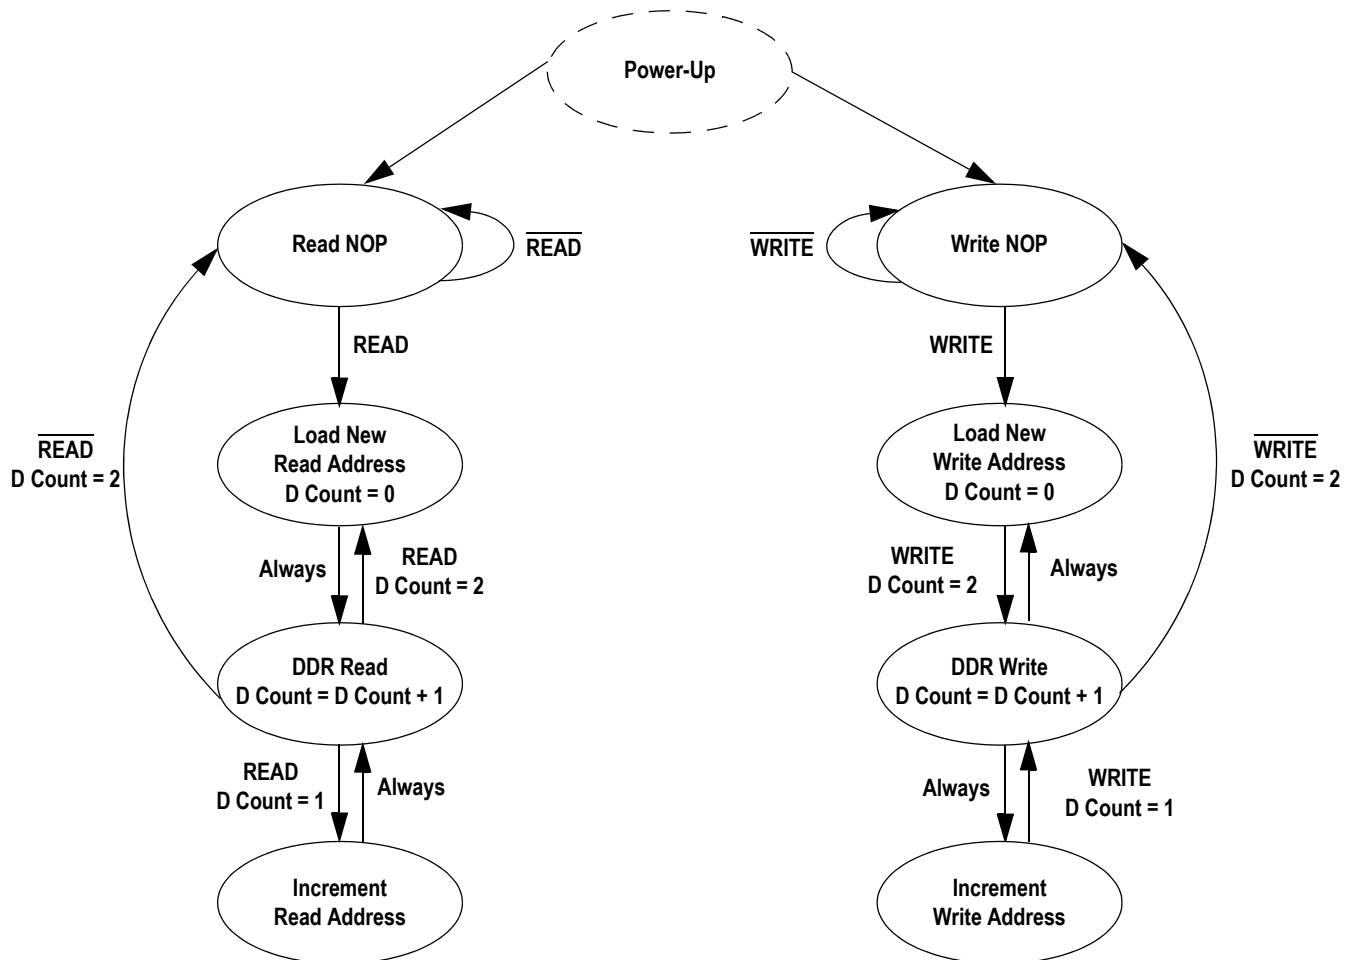 Power-Up
Read NOP
READ
WRITE
Write NOP
READ
WRITE
READ
D Count = 2
Load New
Read Address
D Count = 0
Load New
Write Address
D Count = 0
WRITE
D Count = 2
Always
READ
D Count = 2
WRITE
D Count = 2
Always
DDR Read
D Count = D Count + 1
DDR Write
D Count = D Count + 1
READ
D Count = 1
Always
Always
WRITE
D Count = 1
Increment
Read Address
Increment
Write Address